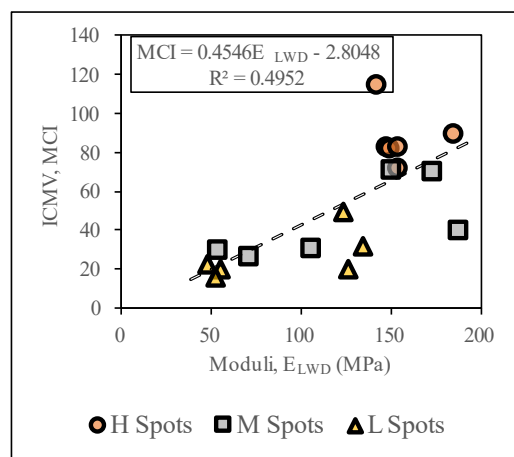 MCI = 0.4546E LWD - 2.8048
R² = 0.4952
140
120
100
80
60
40
20
0
ICMV, MCI
0 50 100 150 200
Moduli, ELWD (MPa)
H Spots M Spots L Spots